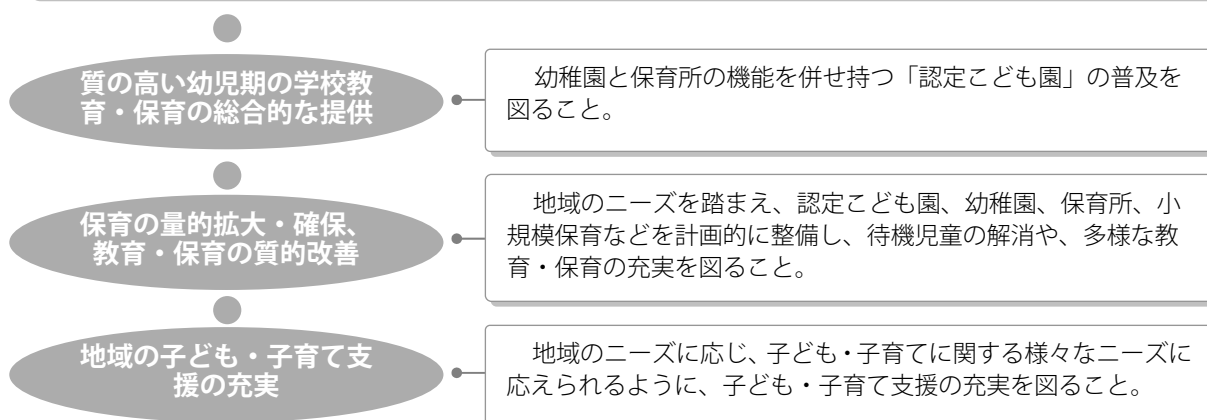 質の高い幼児期の学校教
育・保育の総合的な提供
幼稚園と保育所の機能を併せ持つ「認定こども園」の普及を
図ること。
保育の量的拡大・確保、
教育・保育の質的改善
地域のニーズを踏まえ、認定こども園、幼稚園、保育所、小
規模保育などを計画的に整備し、待機児童の解消や、多様な教
育・保育の充実を図ること。
地域の子ども・子育て支
援の充実
地域のニーズに応じ、子ども・子育てに関する様々なニーズに
応えられるように、子ども・子育て支援の充実を図ること。